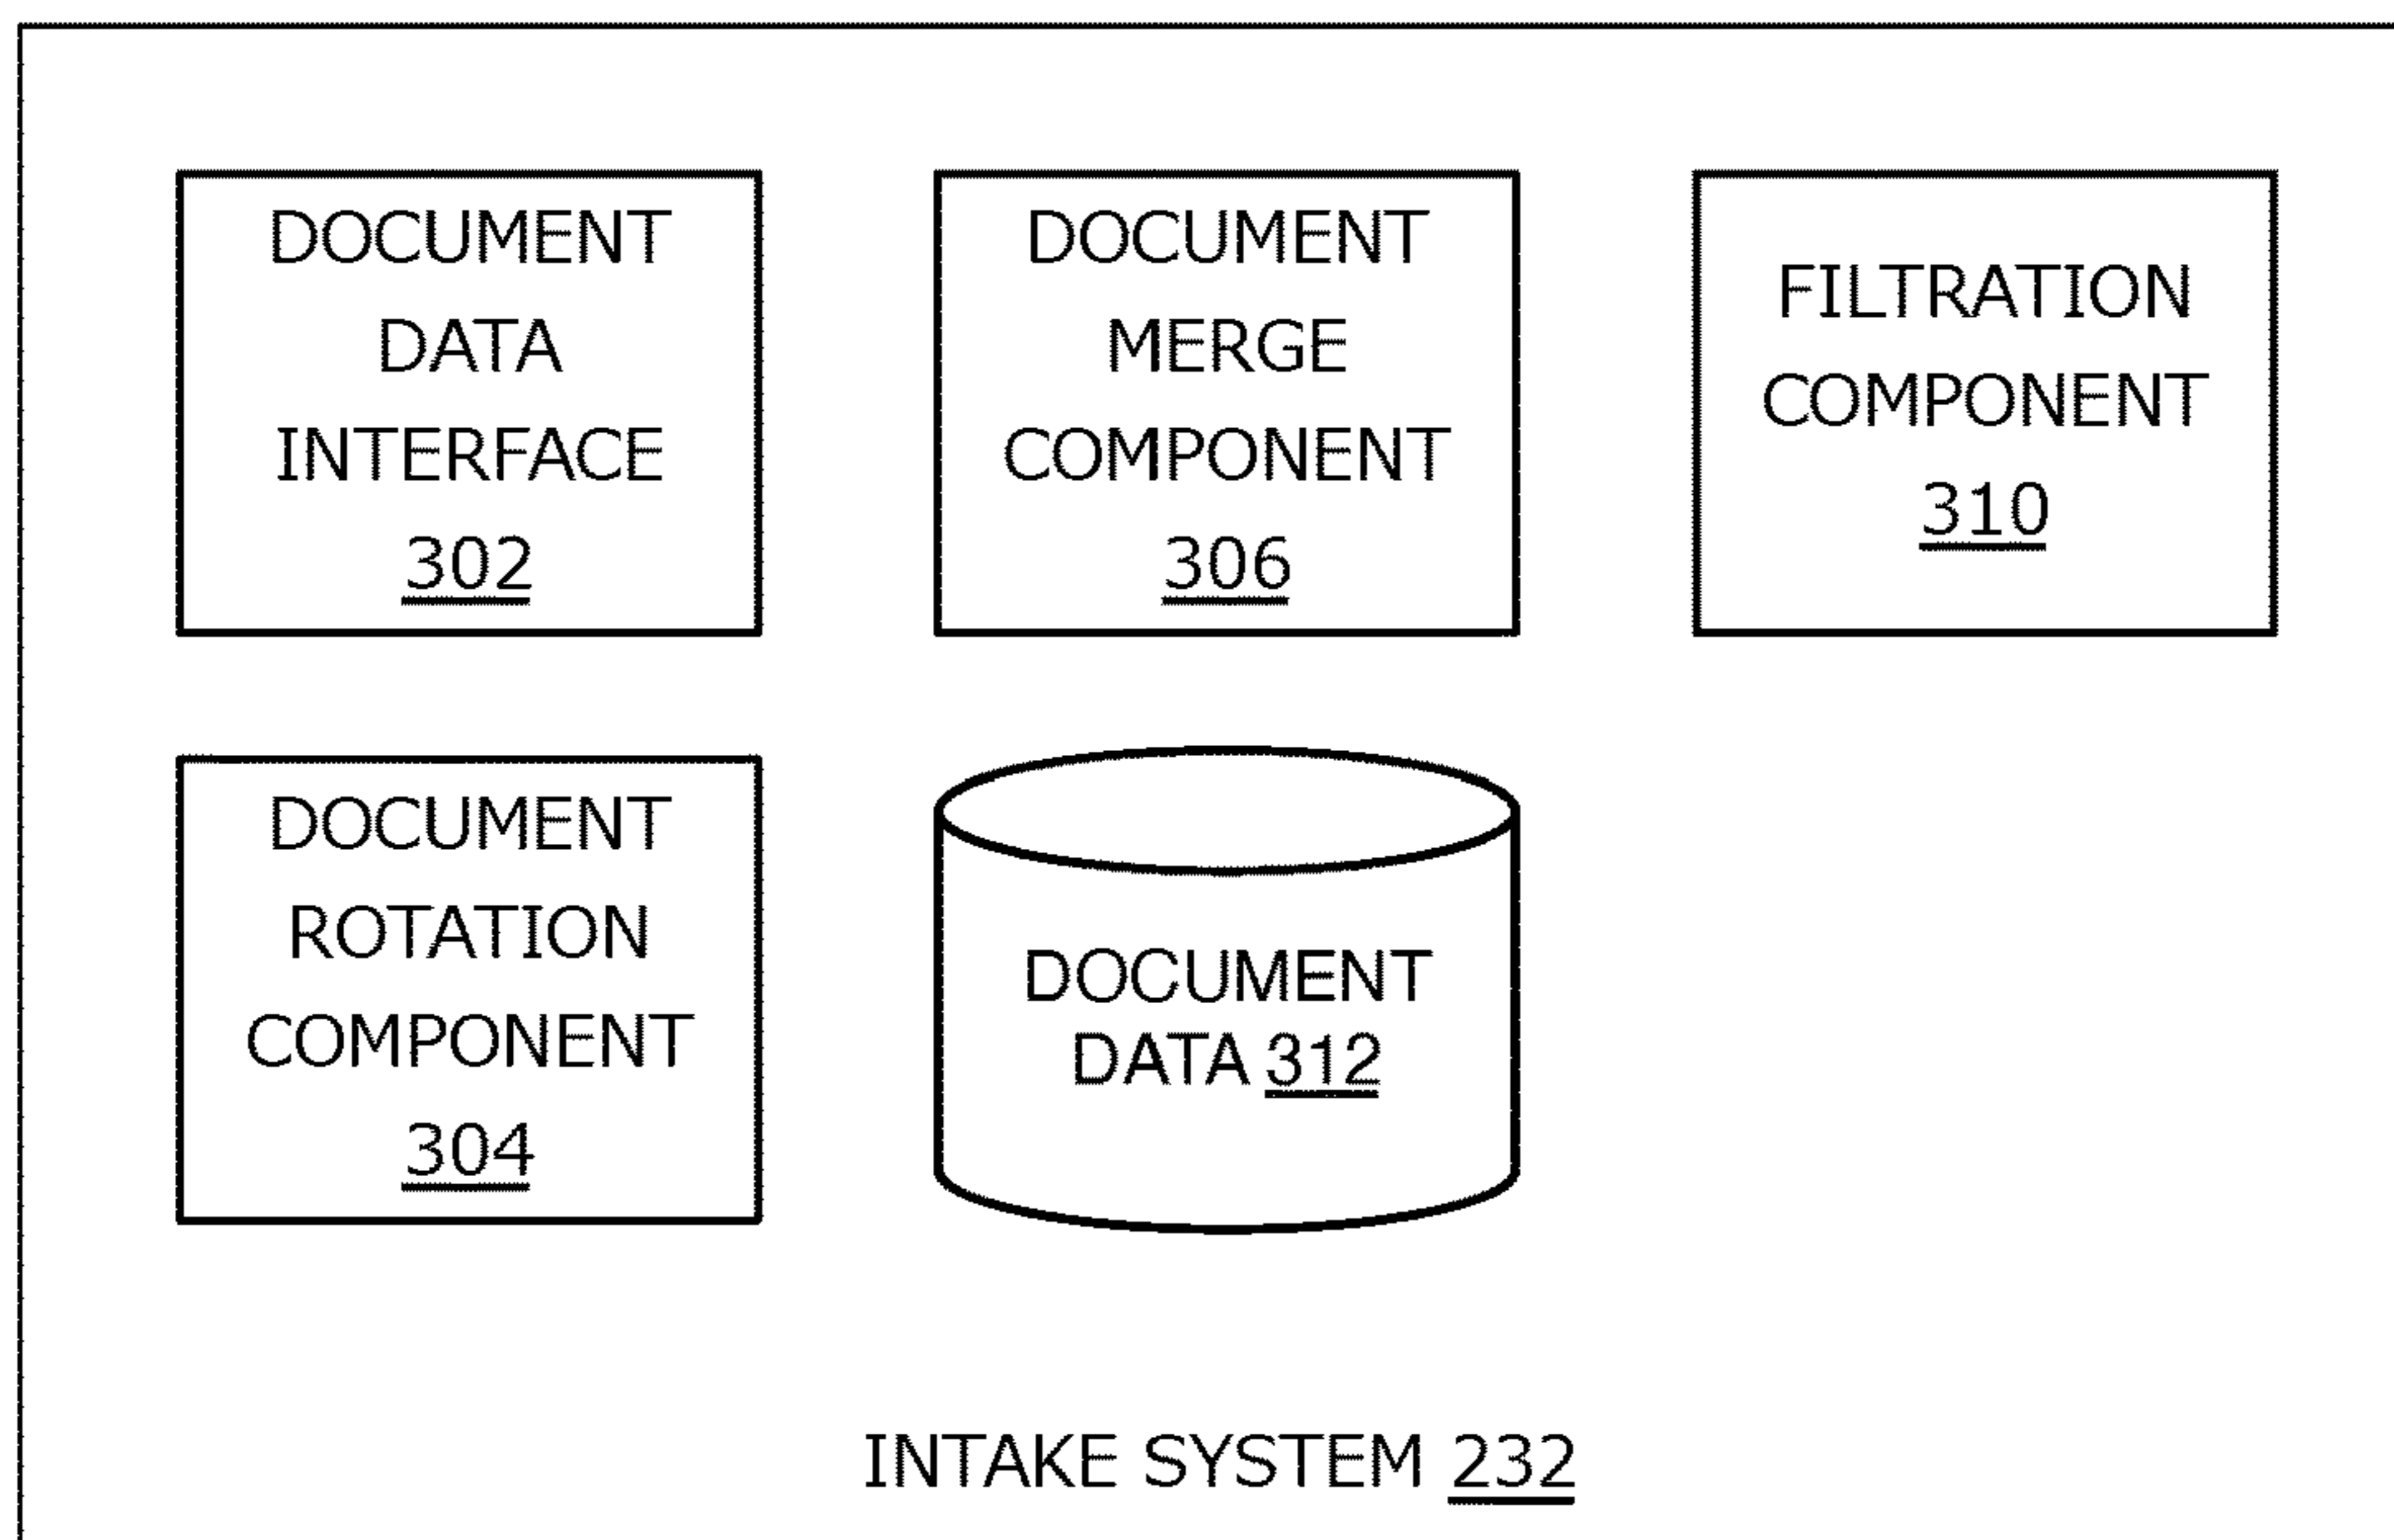 DOCUMENT
DATA
INTERFACE
302
DOCUMENT
MERGE
COMPONENT
306
FILTRATION
COMPONENT
310
DOCUMENT
ROTATION
COMPONENT
304
DOCUMENT
DATA 312
INTAKE SYSTEM 232